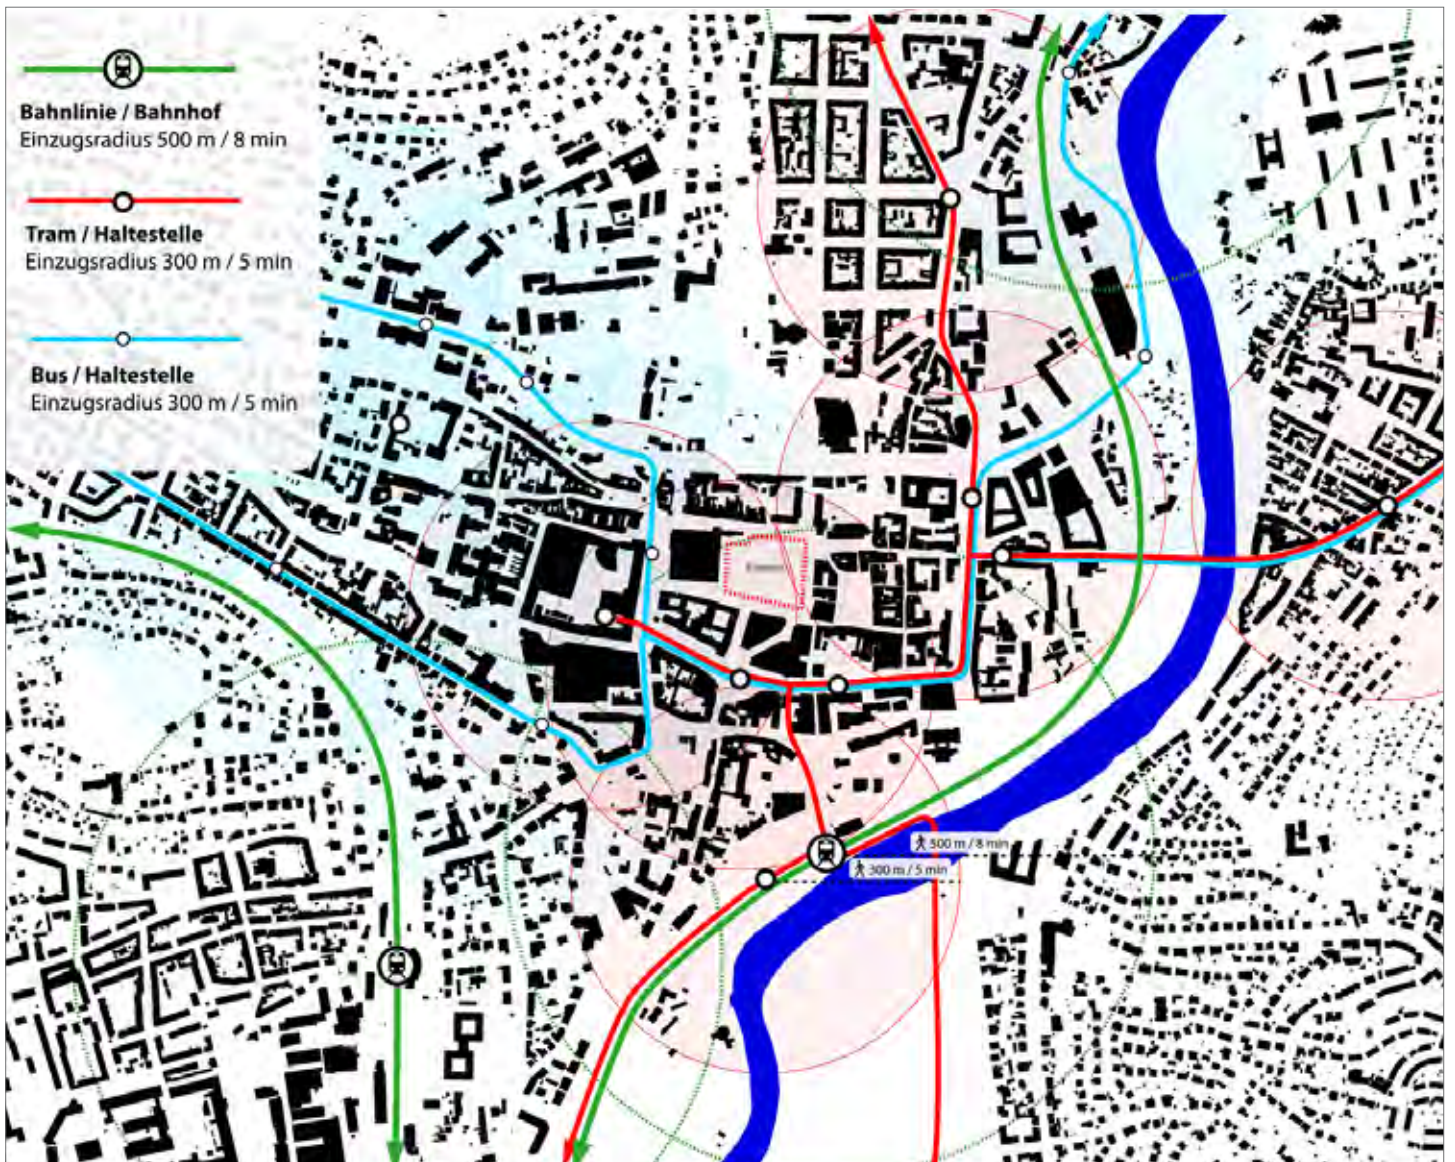 Bahnlinie / Bahnhof
Einzugsradius 500 m / 8 min
Tram / Haltestelle
Einzugsradius 300 m / 5 min
Bus / Haltestelle
Einzugsradius 300 m / 5 min
500 m / 8 min
300 m / 5 min